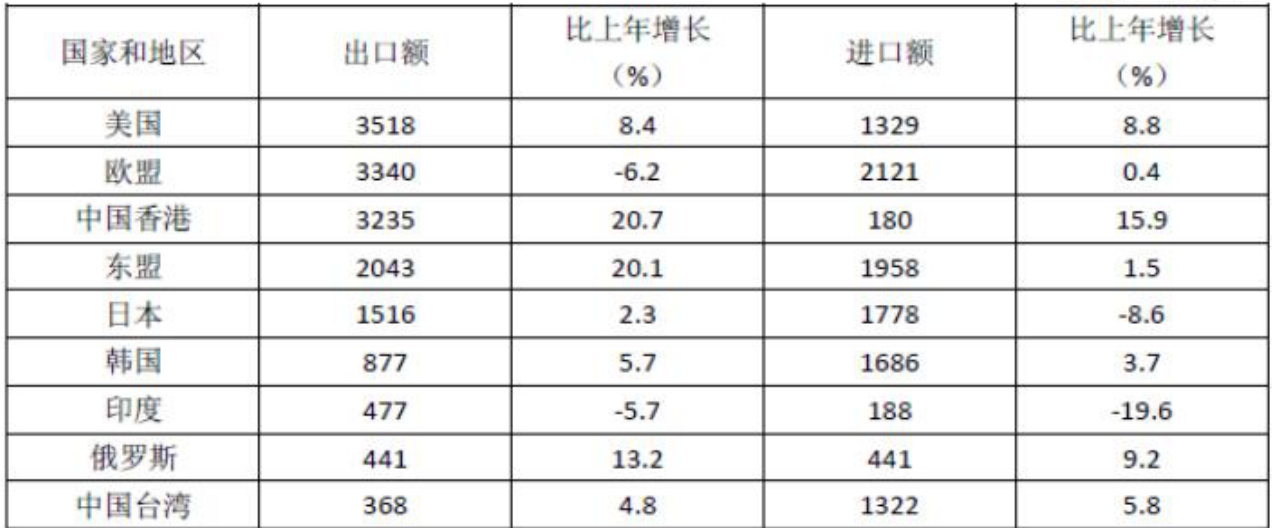 国家和地区 出口额 比上年增长（%） 进口额 比上年增长（%）
美国 3518 8.4 1329 8.8
欧盟 3340 -6.2 2121 0.4
中国香港 3235 20.7 180 15.9
东盟 2043 20.1 1958 1.5
日本 1516 2.3 1778 -8.6
韩国 877 5.7 1686 3.7
印度 477 -5.7 188 -19.6
俄罗斯 441 13.2 441 9.2
中国台湾 368 4.8 1322 5.8